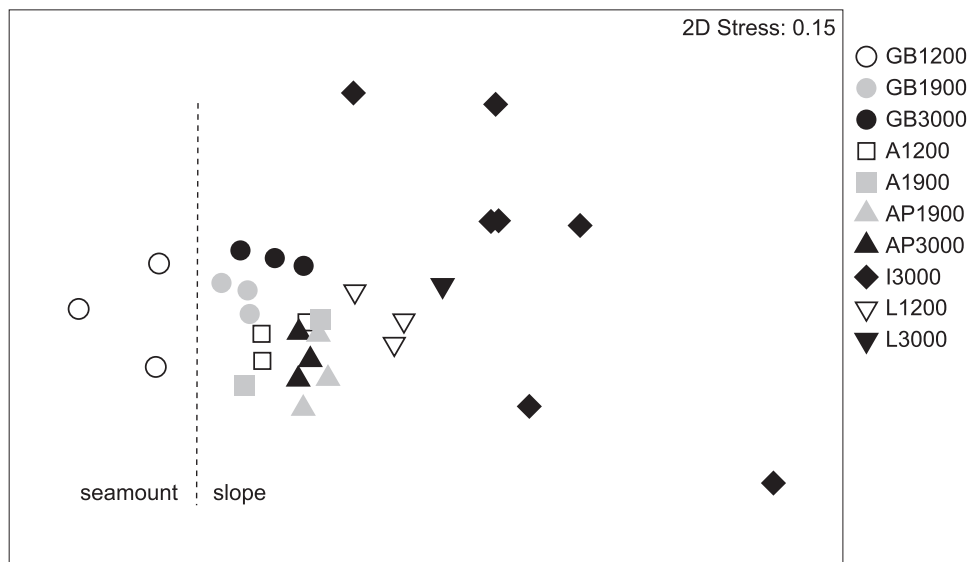 2D Stress: 0.15
GB1200
GB1900
GB3000
A1200
A1900
AP1900
AP3000
I3000
L1200
L3000
seamount slope